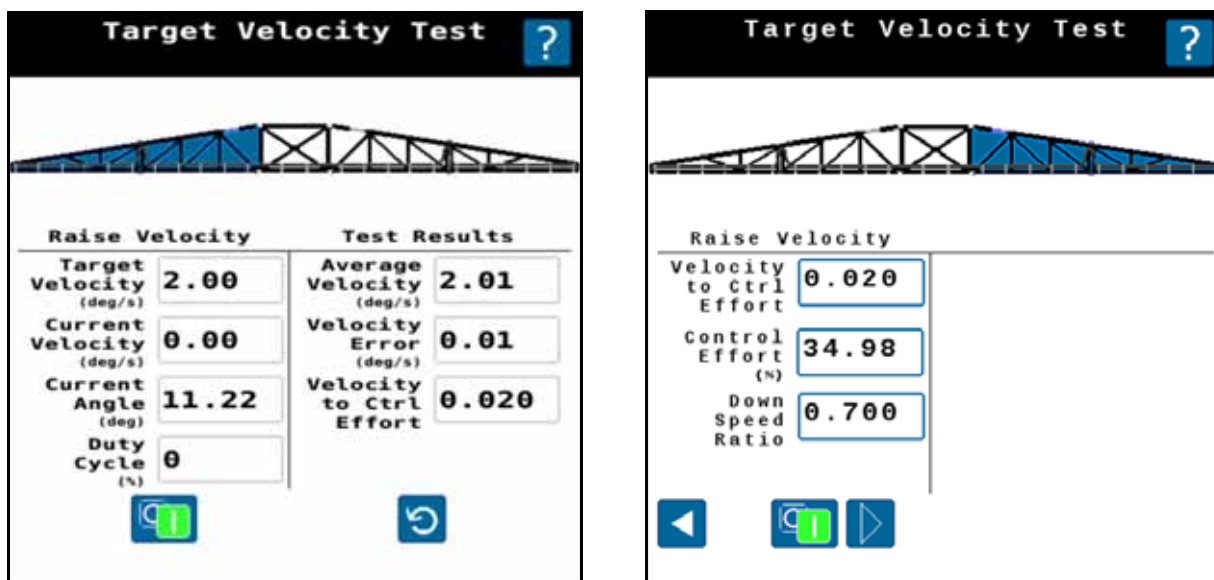 Target Velocity Test
?
Raise Velocity
Test Results
Target
Velocity
(deg/s)
2.00
Average
Velocity
(deg/s)
2.01
Current
Velocity
(deg/s)
0.00
Velocity
Error
(deg/s)
0.01
Current
Angle
(deg)
11.22
Velocity
to Ctrl
Effort
0.020
Duty
Cycle
(%)
0
Target Velocity Test
?
Raise Velocity
Velocity
to Ctrl
Effort
0.020
Control
Effort
(%)
34.98
Down
Speed
Ratio
0.700